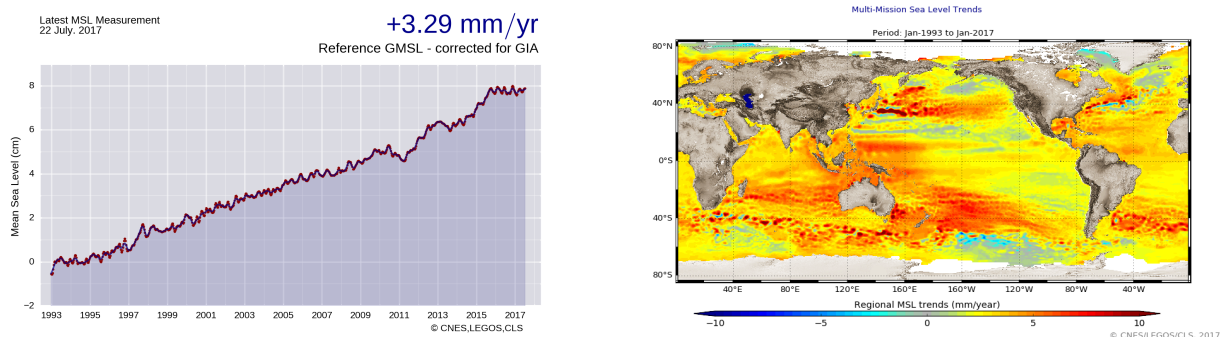 Latest MSL Measurement
22 July. 2017
+3.29 mm/yr
Reference GMSL - corrected for GIA
Mean Sea Level (cm)
8
6
4
2
0
−2
1993 1995 1997 1999 2001 2003 2005 2007 2009 2011 2013 2015 2017
© CNES,LEGOS,CLS
Multi-Mission Sea Level Trends
Period: Jan-1993 to Jan-2017
80°N
40°N
0°S
40°S
80°S
40°E 80°E 120°E 160°E 160°W 120°W 80°W 40°W
Regional MSL trends (mm/year)
−10 −5 0 5 10
© CNES/LEGOS/CLS, 2017